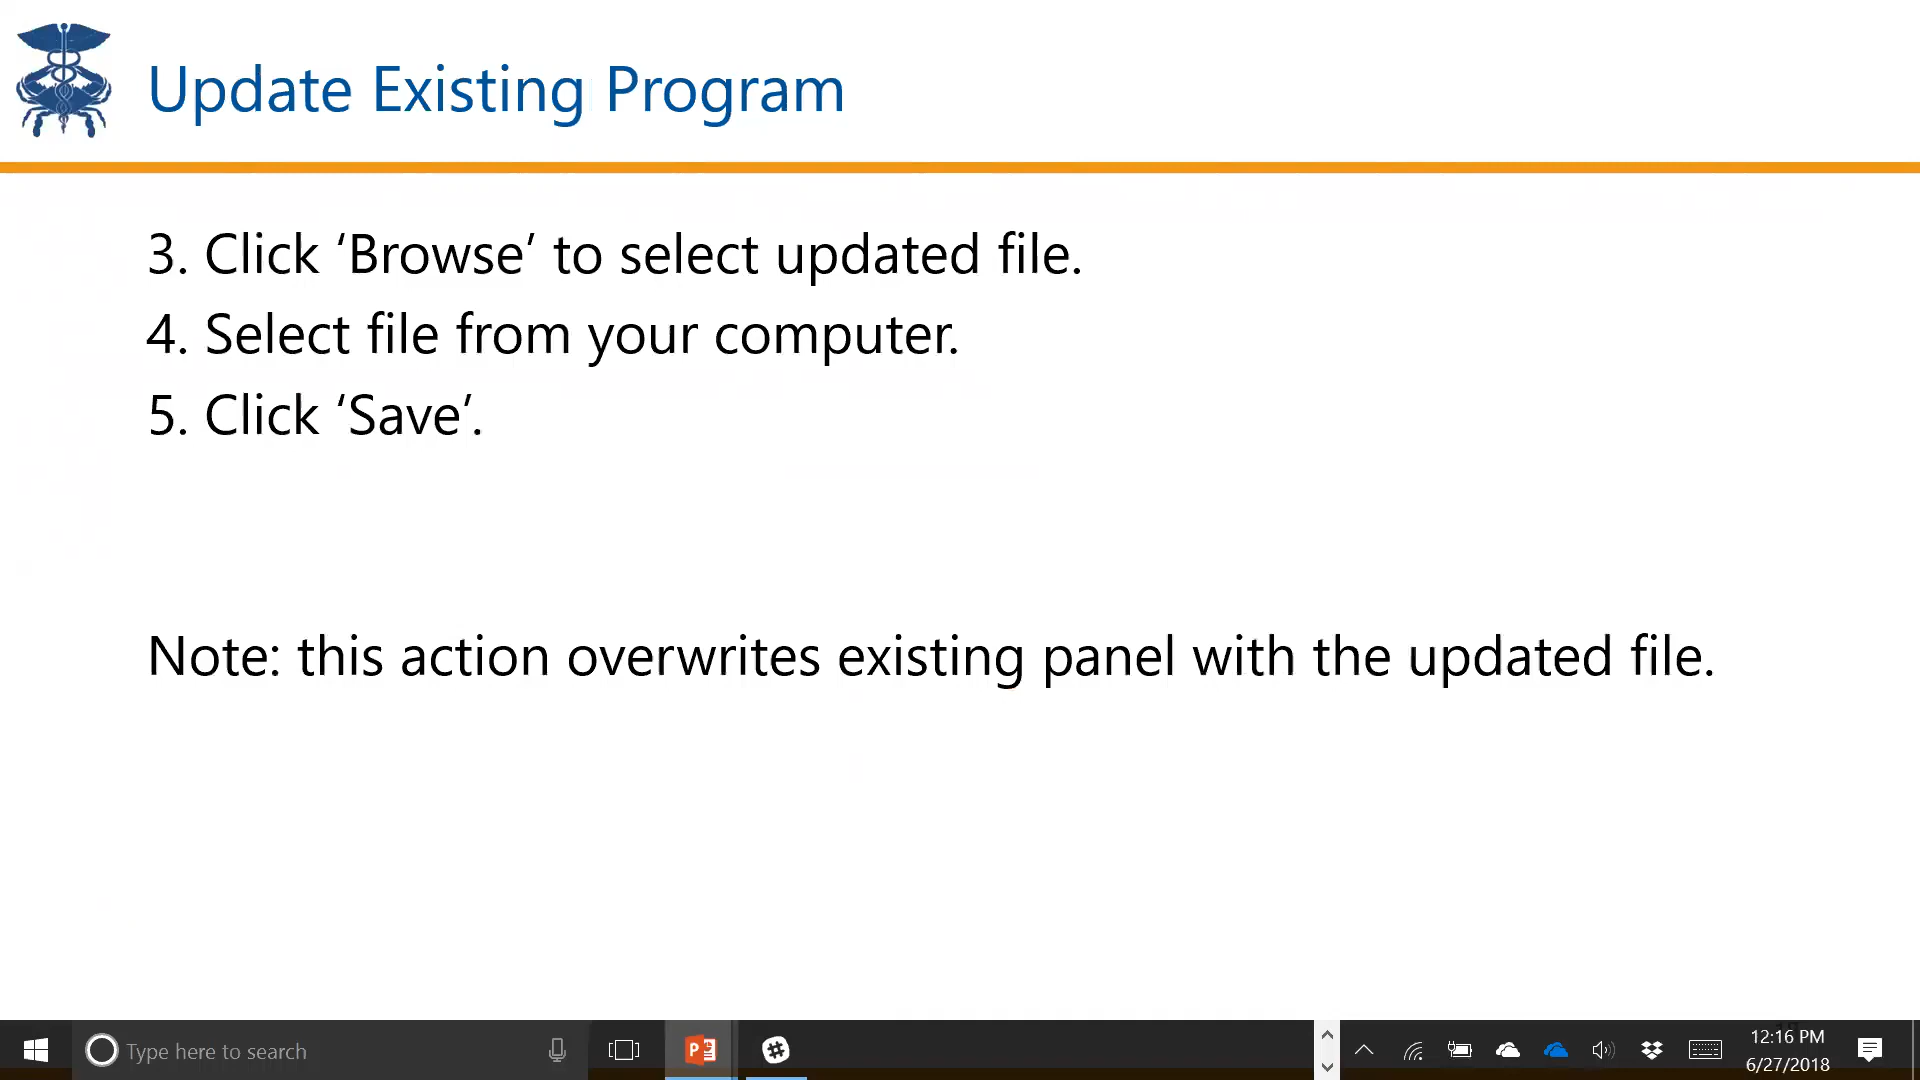 Update Existing Program
3. Click ‘Browse’ to select updated file.
4. Select file from your computer.
5. Click ‘Save’.
Note: this action overwrites existing panel with the updated file.
Type here to search
12:16 PM
6/27/2018